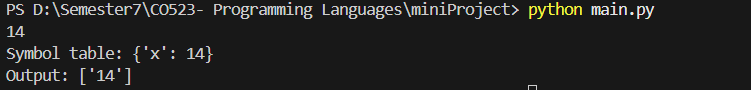 PS D:\Semester7\CO523- Programming Languages\miniProject> python main.py
14
Symbol table: {'x': 14}
Output: ['14']